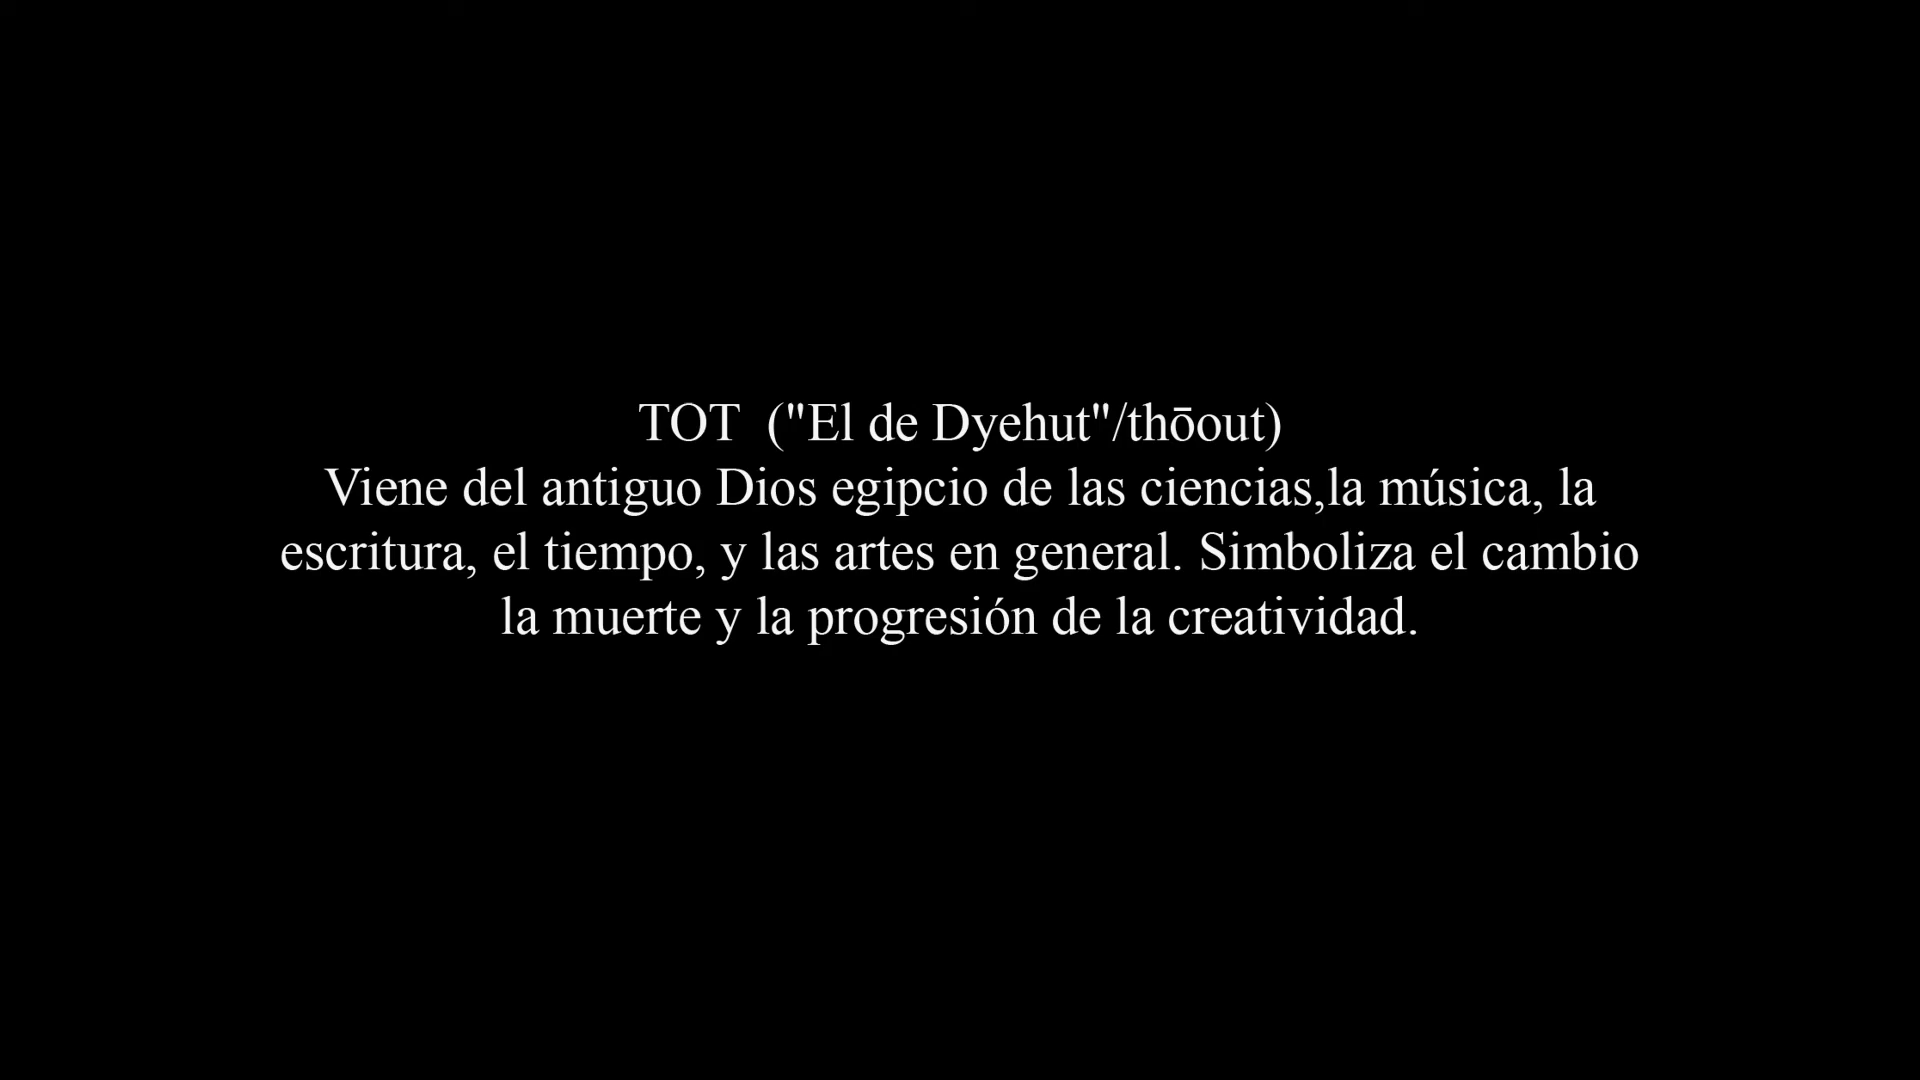 TOT  ("El de Dyehut"/thōout)
Viene del antiguo Dios egipcio de las ciencias,la música, la
escritura, el tiempo, y las artes en general. Simboliza el cambio
la muerte y la progresión de la creatividad.